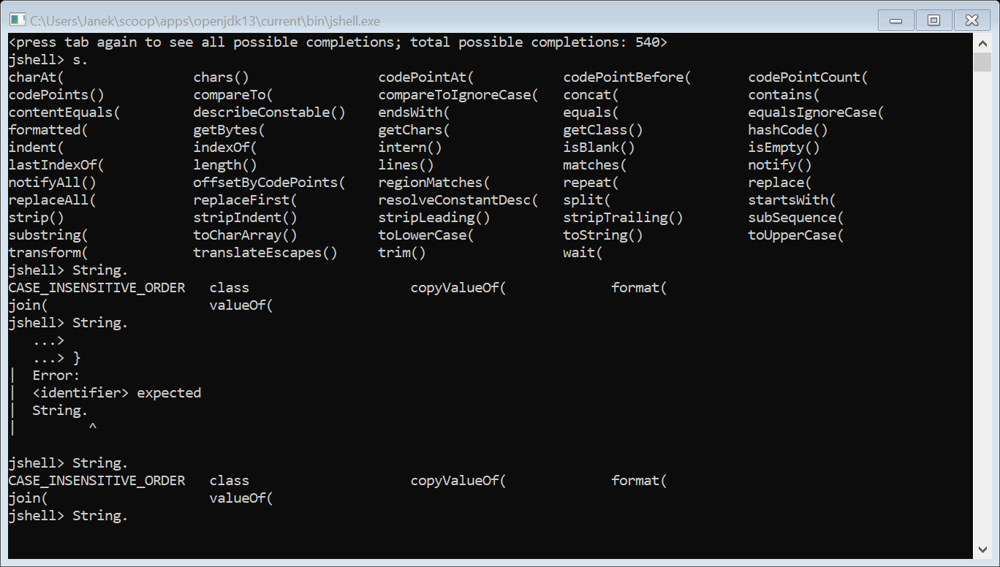 C:\Users\Janek\scoop\apps\openjdk13\current\bin\jshell.exe
<press tab again to see all possible completions; total possible completions: 540>
jshell> s.
charAt( chars() codePointAt( codePointBefore( codePointCount(
codePoints() compareTo( compareToIgnoreCase( concat( contains(
contentEquals( describeConstable() endsWith( equals( equalsIgnoreCase(
formatted( getBytes( getChars( getClass() hashCode()
indent( indexOf( intern() isBlank() isEmpty()
lastIndexOf( length() lines() matches( notify()
notifyAll() offsetByCodePoints( regionMatches( repeat( replace(
replaceAll( replaceFirst( resolveConstantDesc( split( startsWith(
strip() stripIndent() stripLeading() stripTrailing() subSequence(
substring( toCharArray() toLowerCase( toString() toUpperCase(
transform( translateEscapes() trim() wait(
jshell> String.
CASE_INSENSITIVE_ORDER class copyValueOf( format(
join( valueOf(
jshell> String.
...>
...> }
| Error:
| <identifier> expected
| String.
| ^
jshell> String.
CASE_INSENSITIVE_ORDER class copyValueOf( format(
join( valueOf(
jshell> String.